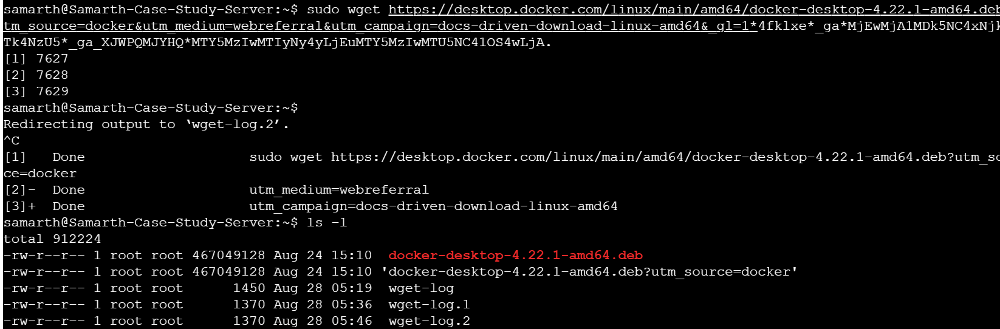 samarth@Samarth-Case-Study-Server:~$ sudo wget https://desktop.docker.com/linux/main/amd64/docker-desktop-4.22.1-amd64.deb
tm_source=docker&utm_medium=webreferral&utm_campaign=docs-driven-download-linux-amd64&_gl=1*4fklxe*_ga*MjEwMjA1MDk5NC4xNjk
Tk4NzU5*_ga_XJWPQMJYHQ*MTY5MzIwMTIyNy4yLjEuMTY5MzIwMTU5NC41OS4wLjA.
[1] 7627
[2] 7628
[3] 7629
samarth@Samarth-Case-Study-Server:~$
Redirecting output to ‘wget-log.2’.
^C
[1]   Done                    sudo wget https://desktop.docker.com/linux/main/amd64/docker-desktop-4.22.1-amd64.deb?utm_so
ce=docker
[2]-  Done                    utm_medium=webreferral
[3]+  Done                    utm_campaign=docs-driven-download-linux-amd64
samarth@Samarth-Case-Study-Server:~$ ls -l
total 912224
-rw-r--r-- 1 root root 467049128 Aug 24 15:10  docker-desktop-4.22.1-amd64.deb
-rw-r--r-- 1 root root 467049128 Aug 24 15:10 'docker-desktop-4.22.1-amd64.deb?utm_source=docker'
-rw-r--r-- 1 root root      1450 Aug 28 05:19  wget-log
-rw-r--r-- 1 root root      1370 Aug 28 05:36  wget-log.1
-rw-r--r-- 1 root root      1370 Aug 28 05:46  wget-log.2